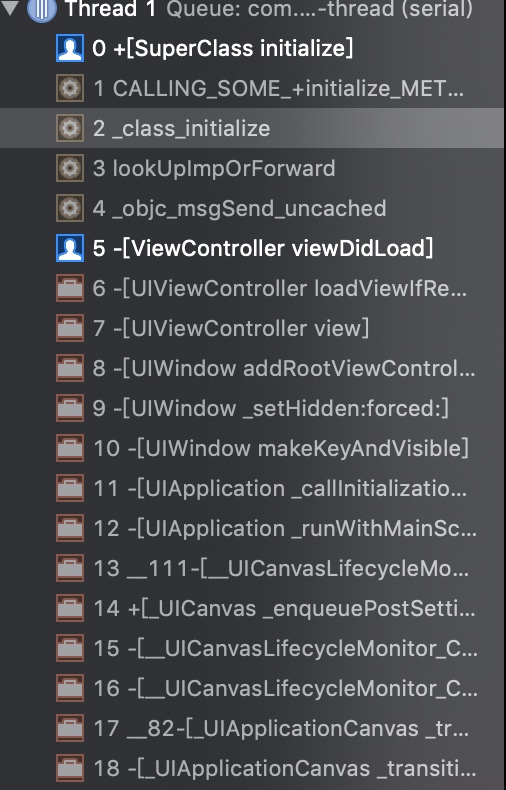 Thread 1 Queue: com....-thread (serial)
0 +[SuperClass initialize]
1 CALLING_SOME_+initialize_MET...
2 _class_initialize
3 lookUpImpOrForward
4 _objc_msgSend_uncached
5 -[ViewController viewDidLoad]
6 -[UIViewController loadViewIfRe...
7 -[UIViewController view]
8 -[UIWindow addRootViewControl...
9 -[UIWindow _setHidden:forced:]
10 -[UIWindow makeKeyAndVisible]
11 -[UIApplication _callInitializatio...
12 -[UIApplication _runWithMainSc...
13 __111-[__UICanvasLifecycleMo...
14 +[_UICanvas _enqueuePostSetti...
15 -[__UICanvasLifecycleMonitor_C...
16 -[__UICanvasLifecycleMonitor_C...
17 __82-[_UIApplicationCanvas _tr...
18 -[_UIApplicationCanvas _transiti...